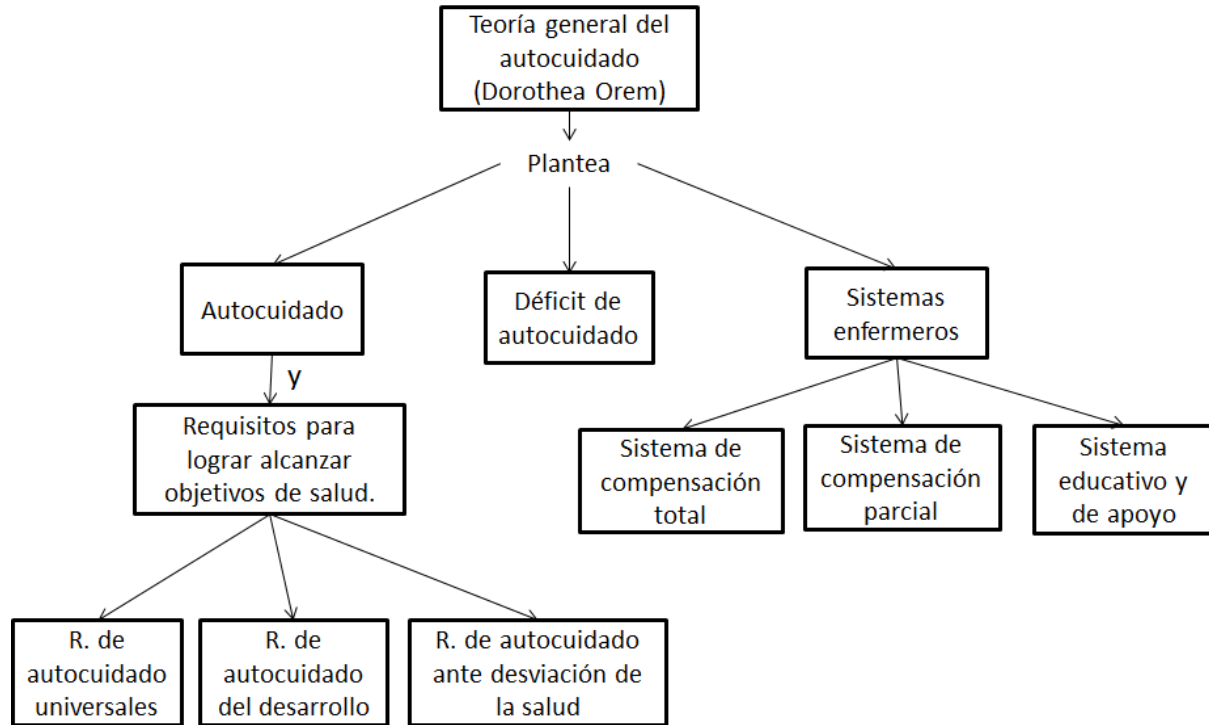 Teoría general del
autocuidado
(Dorothea Orem)
Plantea
Autocuidado
Déficit de
autocuidado
Sistemas
enfermeros
y
Requisitos para
lograr alcanzar
objetivos de salud.
Sistema de
compensación
total
Sistema de
compensación
parcial
Sistema
educativo y
de apoyo
R. de
autocuidado
universales
R. de
autocuidado
del desarrollo
R. de autocuidado
ante desviación de
la salud